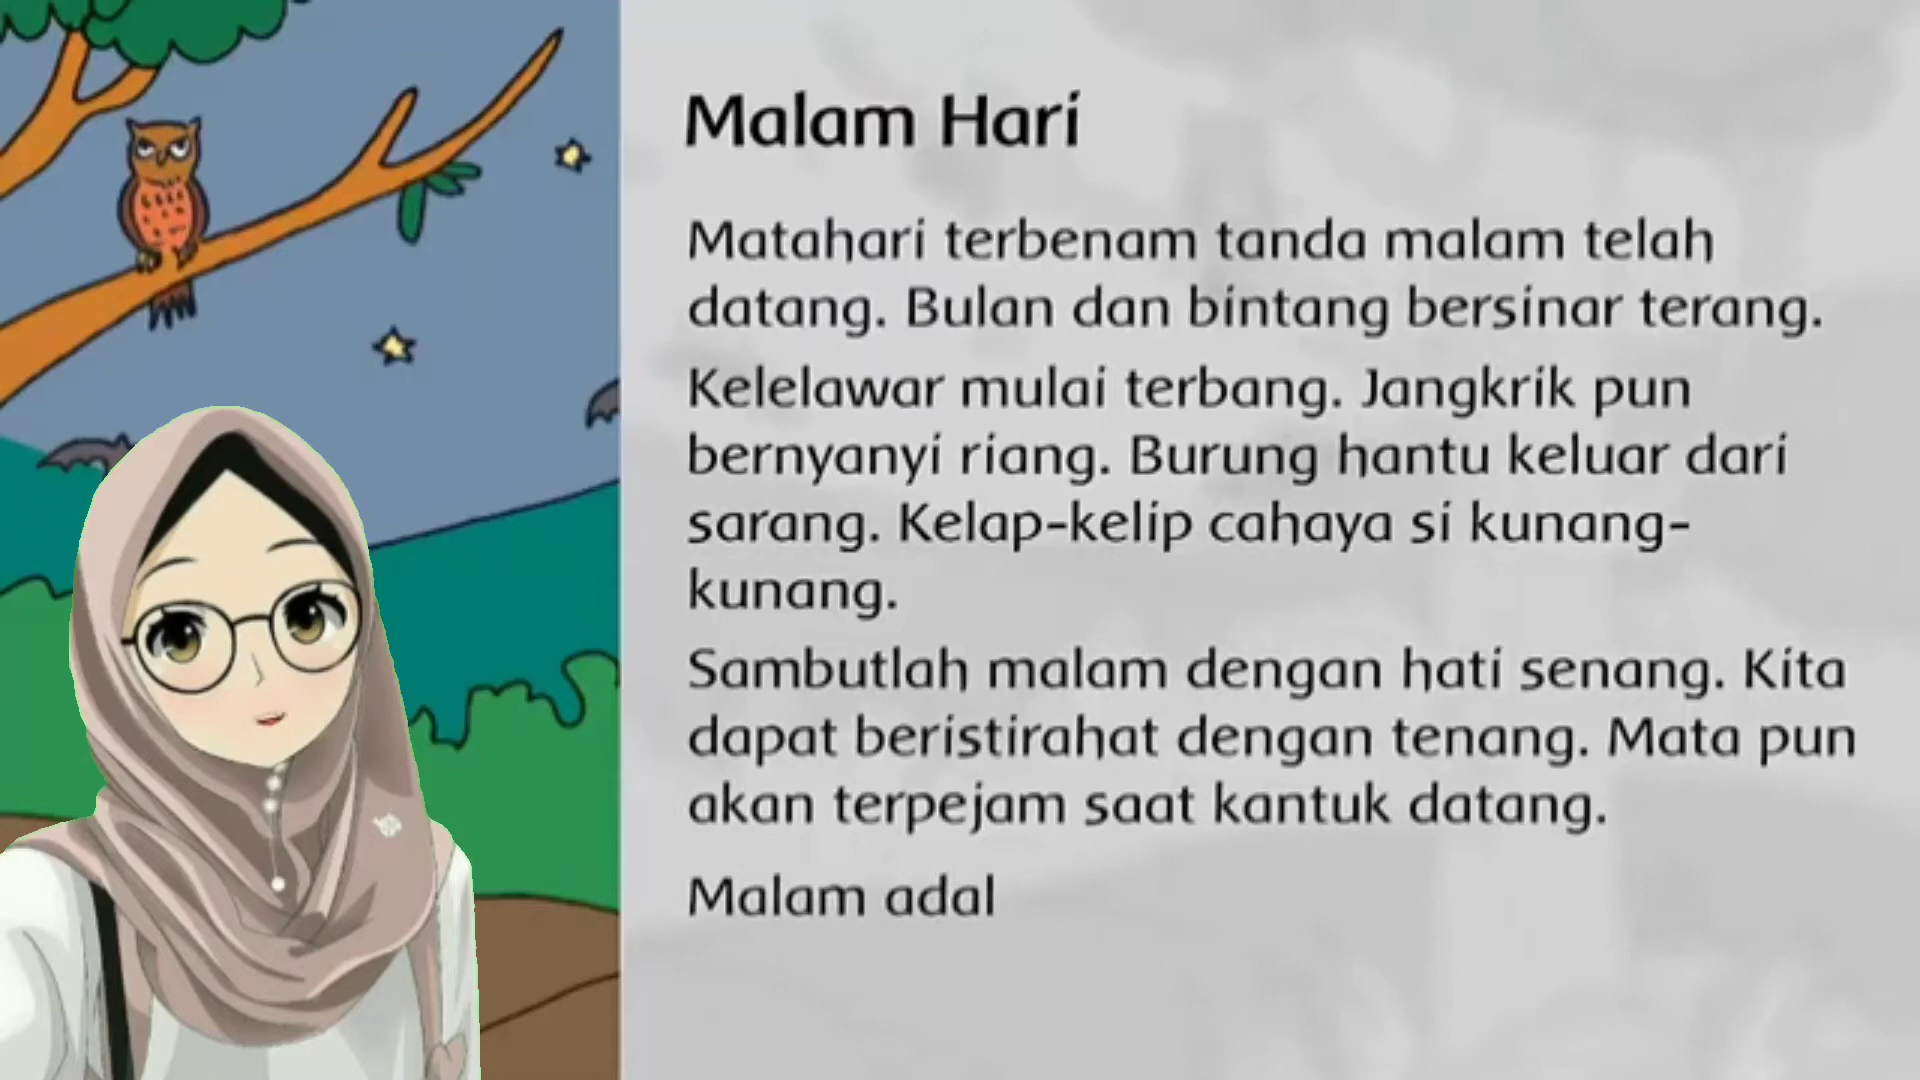 Malam Hari
Matahari terbenam tanda malam telah
datang. Bulan dan bintang bersinar terang.
Kelelawar mulai terbang. Jangkrik pun
bernyanyi riang. Burung hantu keluar dari
sarang. Kelap-kelip cahaya si kunang-
kunang.
Sambutlah malam dengan hati senang. Kita
dapat beristirahat dengan tenang. Mata pun
akan terpejam saat kantuk datang.
Malam adal